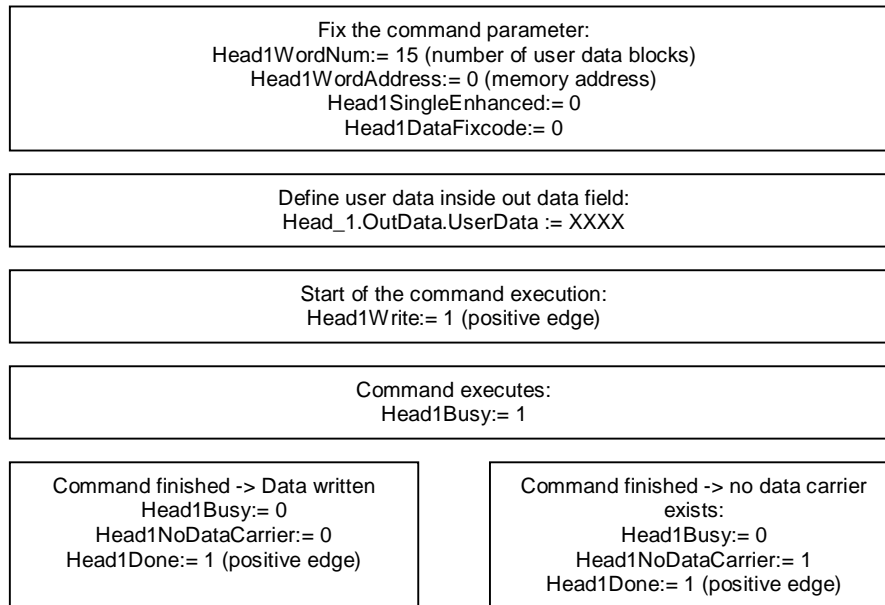 Fix the command parameter:
Head1WordNum:= 15 (number of user data blocks)
Head1WordAddress:= 0 (memory address)
Head1SingleEnhanced:= 0
Head1DataFixcode:= 0
Define user data inside out data field:
Head_1.OutData.UserData := XXXX
Start of the command execution:
Head1Write:= 1 (positive edge)
Command executes:
Head1Busy:= 1
Command finished -> Data written
Head1Busy:= 0
Head1NoDataCarrier:= 0
Head1Done:= 1 (positive edge)
Command finished -> no data carrier
exists:
Head1Busy:= 0
Head1NoDataCarrier:= 1
Head1Done:= 1 (positive edge)